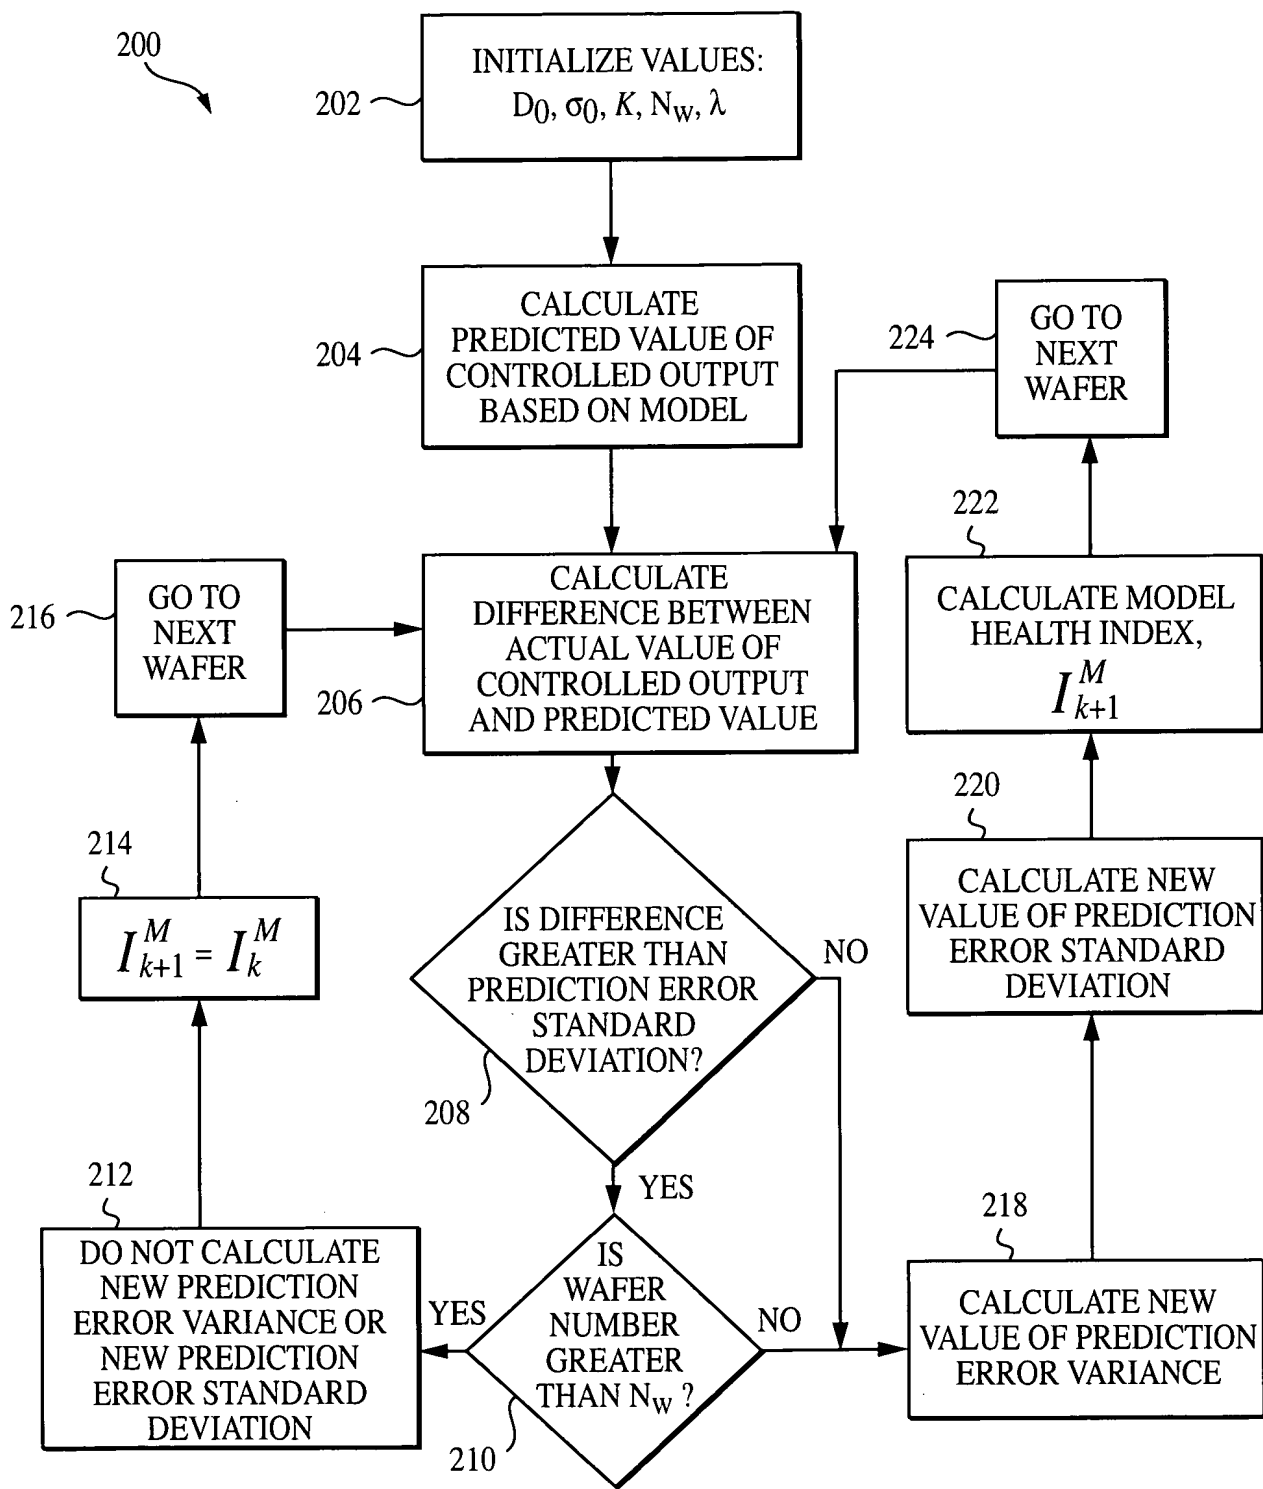 200
INITIALIZE VALUES:
D0, σ0, K, Nw, λ
202
CALCULATE
PREDICTED VALUE OF
CONTROLLED OUTPUT
BASED ON MODEL
204
GO TO
NEXT
WAFER
224
CALCULATE
DIFFERENCE BETWEEN
ACTUAL VALUE OF
CONTROLLED OUTPUT
AND PREDICTED VALUE
206
GO TO
NEXT
WAFER
216
222
CALCULATE MODEL
HEALTH INDEX,
I^M_{k+1}
220
CALCULATE NEW
VALUE OF PREDICTION
ERROR STANDARD
DEVIATION
214
I^M_{k+1} = I^M_k
IS DIFFERENCE
GREATER THAN
PREDICTION ERROR
STANDARD
DEVIATION?
NO
208
YES
212
DO NOT CALCULATE
NEW PREDICTION
ERROR VARIANCE OR
NEW PREDICTION
ERROR STANDARD
DEVIATION
YES
IS
WAFER
NUMBER
GREATER
THAN Nw ?
NO
210
218
CALCULATE NEW
VALUE OF PREDICTION
ERROR VARIANCE